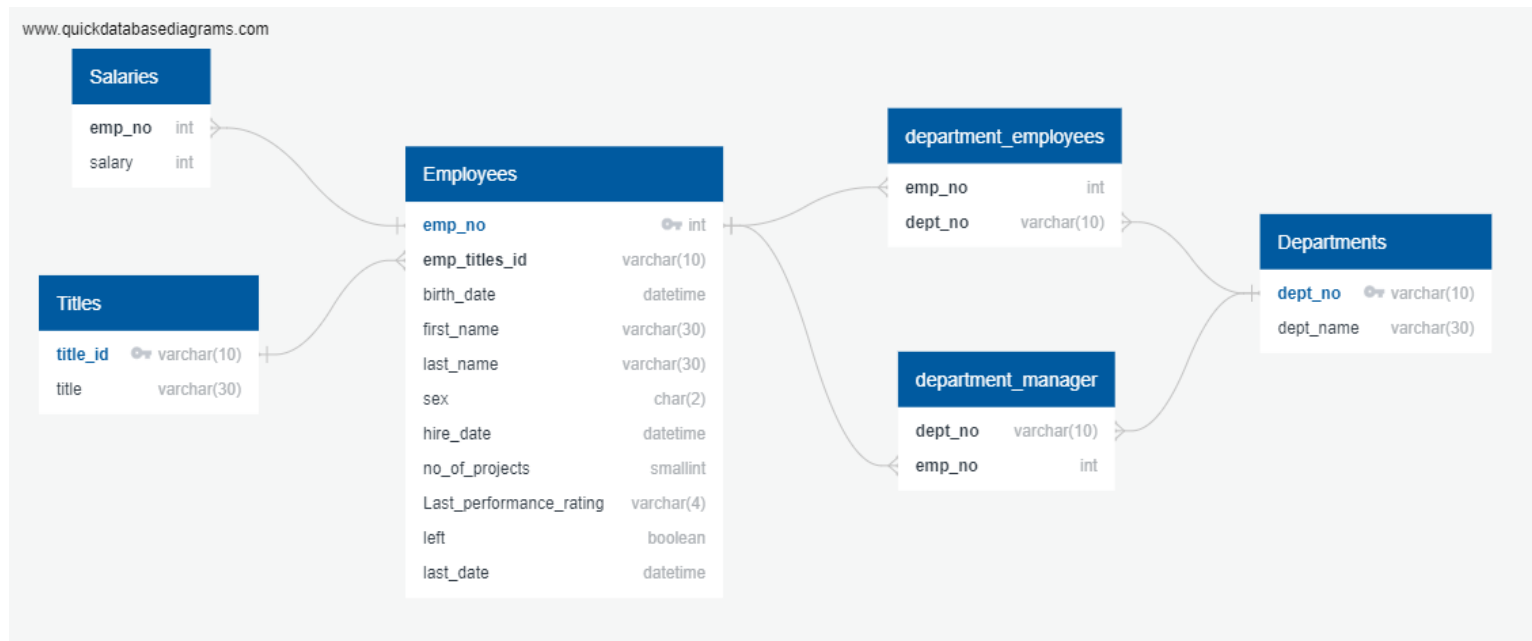 www.quickdatabasediagrams.com
Salaries
emp_no int
salary int
Titles
title_id varchar(10)
title varchar(30)
Employees
emp_no int
emp_titles_id varchar(10)
birth_date datetime
first_name varchar(30)
last_name varchar(30)
sex char(2)
hire_date datetime
no_of_projects smallint
Last_performance_rating varchar(4)
left boolean
last_date datetime
department_employees
emp_no int
dept_no varchar(10)
department_manager
dept_no varchar(10)
emp_no int
Departments
dept_no varchar(10)
dept_name varchar(30)